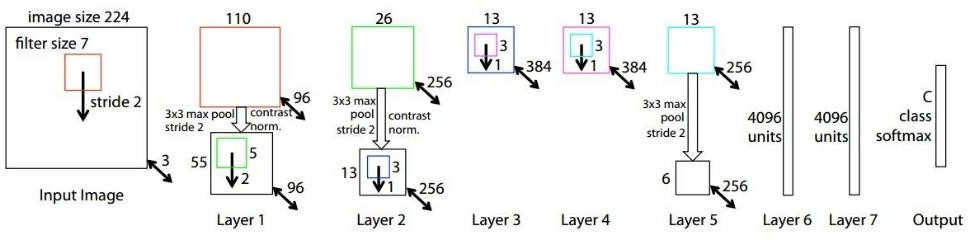 image size 224
filter size 7
stride 2
3
Input Image
110
96
3x3 max pool
stride 2
contrast
norm.
55
5
2
96
Layer 1
26
256
3x3 max
pool
stride 2
contrast
norm.
13
3
1
256
Layer 2
13
3
1
384
Layer 3
13
3
1
384
Layer 4
13
256
3x3 max
pool
stride 2
6
256
Layer 5
4096
units
Layer 6
4096
units
Layer 7
C
class
softmax
Output